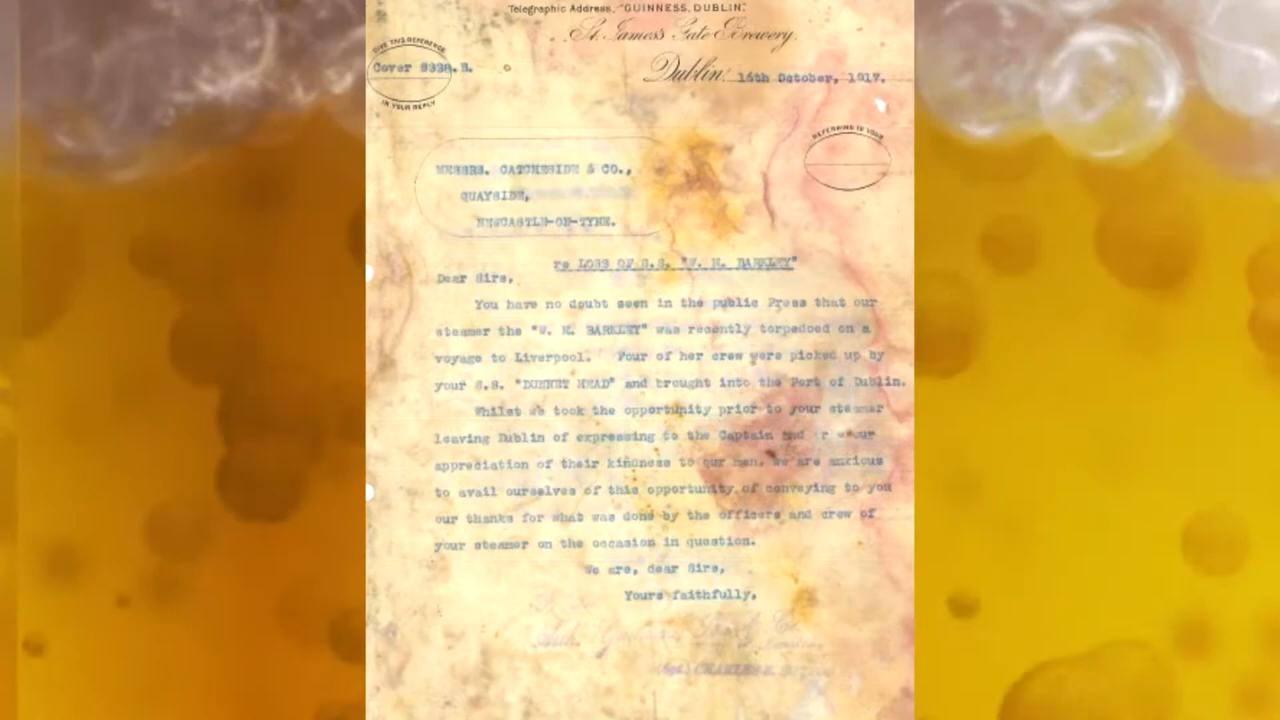 Telegraphic Address, "GUINNESS, DUBLIN."
St. James's Gate Brewery.
GIVE THIS REFERENCE
Cover
IN YOUR REPLY
Dublin, 16th October, 1917.
REFERRING TO YOUR
MESSRS. CATCHESIDE & CO.,
QUAYSIDE,
NEWCASTLE-ON-TYNE.
re LOSS OF S.S. "W. M. BARKLEY"
Dear Sirs,
You have no doubt seen in the public Press that our
steamer the "W. M. BARKLEY" was recently torpedoed on a
voyage to Liverpool. Four of her crew were picked up by
your S.S. "DUNNET HEAD" and brought into the Port of Dublin.
Whilst we took the opportunity prior to your steamer
leaving Dublin of expressing to the Captain and our
appreciation of their kindness to our men, we are anxious
to avail ourselves of this opportunity of conveying to you
our thanks for what was done by the officers and crew of
your steamer on the occasion in question.
We are, dear Sirs,
Yours faithfully,